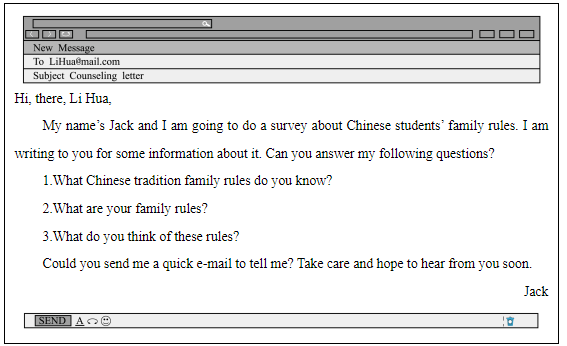 New Message
To LiHua@mail.com
Subject Counseling letter
Hi, there, Li Hua,
My name's Jack and I am going to do a survey about Chinese students' family rules. I am
writing to you for some information about it. Can you answer my following questions?
1.What Chinese tradition family rules do you know?
2.What are your family rules?
3.What do you think of these rules?
Could you send me a quick e-mail to tell me? Take care and hope to hear from you soon.
Jack
SEND A